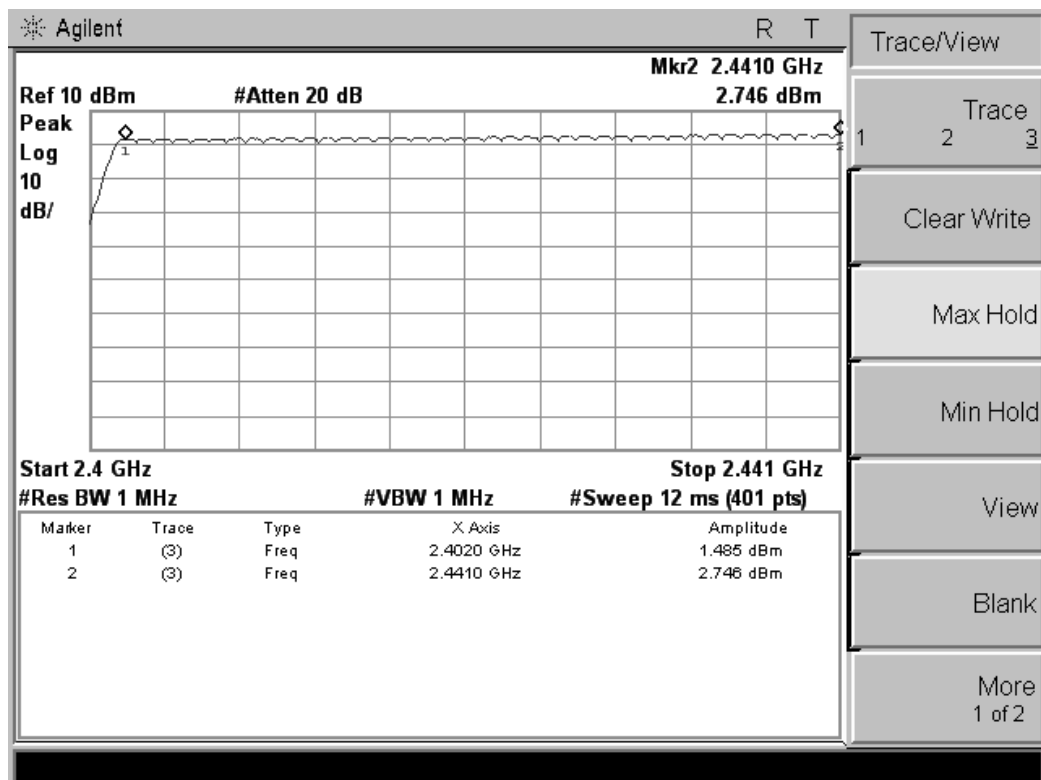 Agilent R T
Mkr2 2.4410 GHz
Ref 10 dBm #Atten 20 dB 2.746 dBm
Peak
Log
10
dB/
1
2
Start 2.4 GHz Stop 2.441 GHz
#Res BW 1 MHz #VBW 1 MHz #Sweep 12 ms (401 pts)
Marker Trace Type X Axis Amplitude
1 (3) Freq 2.4020 GHz 1.485 dBm
2 (3) Freq 2.4410 GHz 2.746 dBm
Trace/View
Trace
1 2 3
Clear Write
Max Hold
Min Hold
View
Blank
More
1 of 2